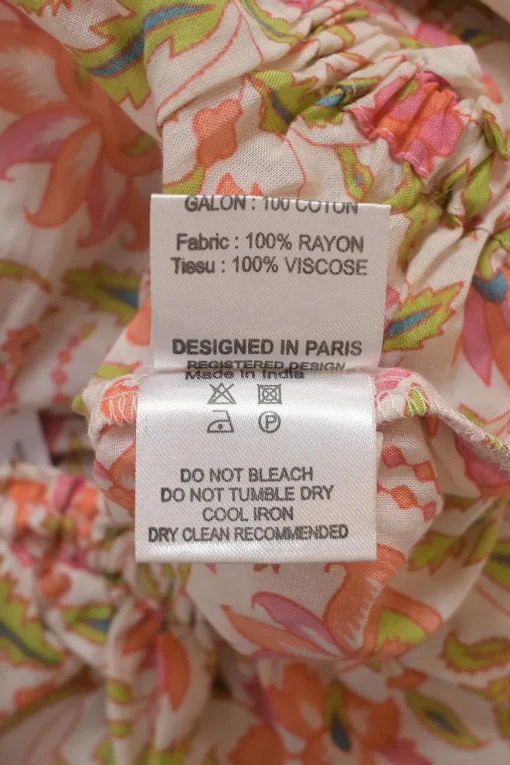 GALON : 100 COTON
Fabric : 100% RAYON
Tissu : 100% VISCOSE
DESIGNED IN PARIS
REGISTERED DESIGN
Made in India
P
DO NOT BLEACH
DO NOT TUMBLE DRY
COOL IRON
DRY CLEAN RECOMMENDED